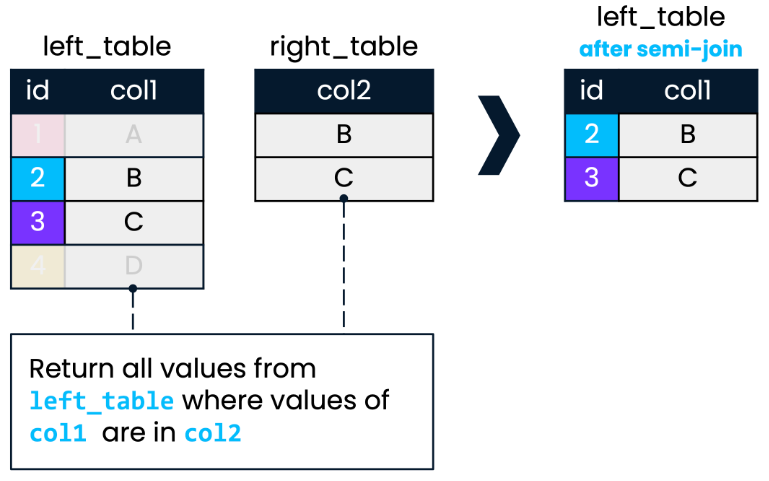 left_table
id col1
1 A
2 B
3 C
4 D
right_table
col2
B
C
left_table
after semi-join
id col1
2 B
3 C
Return all values from
left_table where values of
col1 are in col2